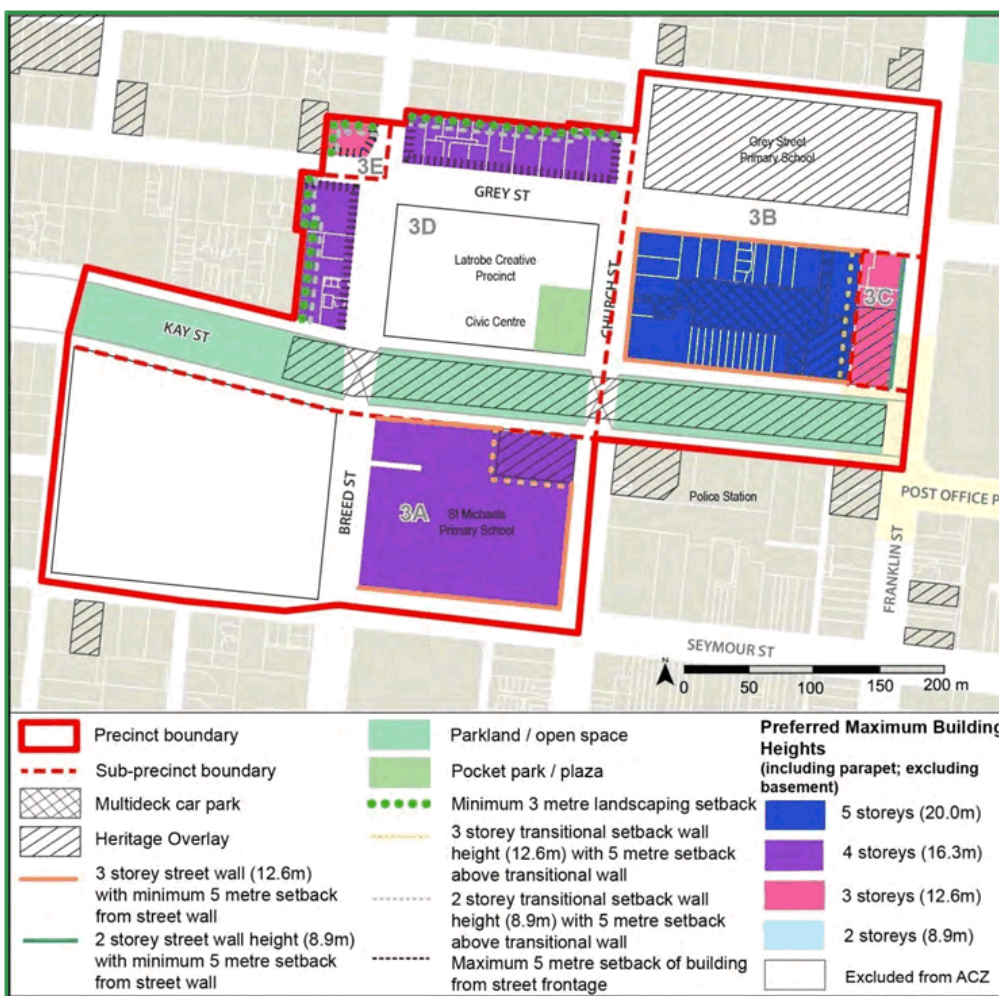 Grey Street
Primary School
3E
GREY ST
3B
3D
Latrobe Creative
Precinct
CHURCH ST
3C
Civic Centre
KAY ST
BREED ST
Police Station
POST OFFICE P
3A
St Michaels
Primary School
FRANKLIN ST
SEYMOUR ST
N
0 50 100 150 200 m
Precinct boundary
Sub-precinct boundary
Multideck car park
Heritage Overlay
3 storey street wall (12.6m)
with minimum 5 metre setback
from street wall
2 storey street wall height (8.9m)
with minimum 5 metre setback
from street wall
Parkland / open space
Pocket park / plaza
Minimum 3 metre landscaping setback
3 storey transitional setback wall
height (12.6m) with 5 metre setback
above transitional wall
2 storey transitional setback wall
height (8.9m) with 5 metre setback
above transitional wall
Maximum 5 metre setback of building
from street frontage
Preferred Maximum Building
Heights
(including parapet; excluding
basement)
5 storeys (20.0m)
4 storeys (16.3m)
3 storeys (12.6m)
2 storeys (8.9m)
Excluded from ACZ